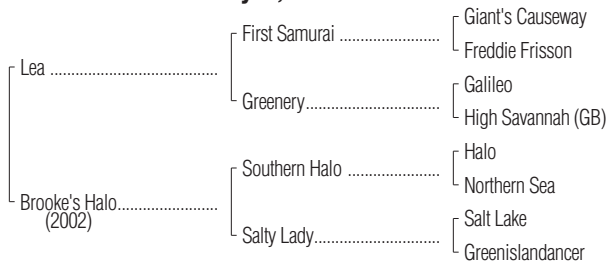 Giant's Causeway
First Samurai ..................
Freddie Frisson
Lea ......................................
Galileo
Greenery...........................
High Savannah (GB)
Halo
Southern Halo ..................
Northern Sea
Brooke's Halo.....................
(2002)
Salt Lake
Salty Lady.........................
Greenislandancer